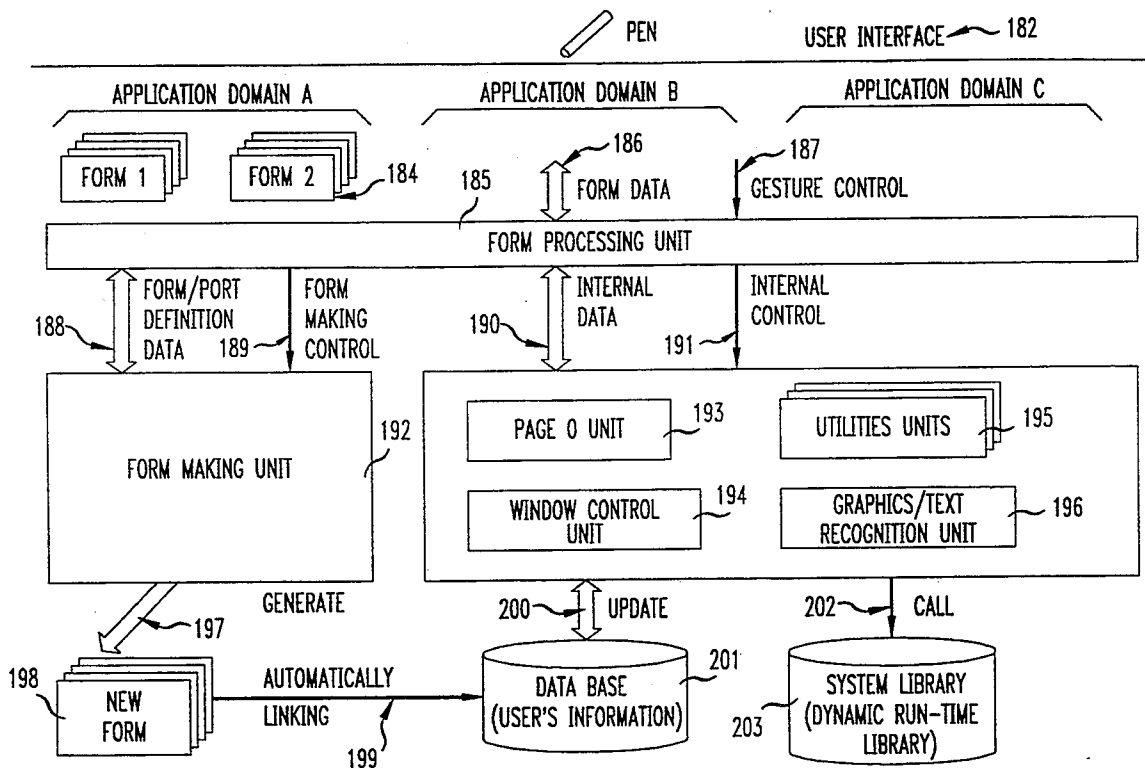 PEN
USER INTERFACE 182
APPLICATION DOMAIN A
APPLICATION DOMAIN B
APPLICATION DOMAIN C
FORM 1
FORM 2
184
185
186
FORM DATA
187
GESTURE CONTROL
FORM PROCESSING UNIT
188
FORM/PORT
DEFINITION
DATA
189
FORM
MAKING
CONTROL
190
INTERNAL
DATA
191
INTERNAL
CONTROL
FORM MAKING UNIT
192
PAGE 0 UNIT
193
UTILITIES UNITS
195
WINDOW CONTROL
UNIT
194
GRAPHICS/TEXT
RECOGNITION UNIT
196
GENERATE
197
200
UPDATE
202
CALL
198
NEW
FORM
AUTOMATICALLY
LINKING
199
DATA BASE
(USER'S INFORMATION)
201
SYSTEM LIBRARY
(DYNAMIC RUN-TIME
LIBRARY)
203